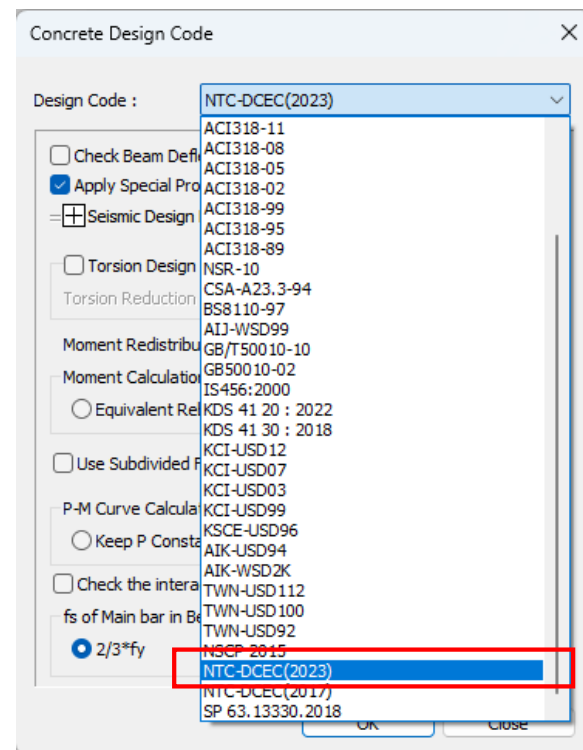 Concrete Design Code
Design Code : NTC-DCEC(2023)
ACI318-11
ACI318-08
Check Beam Defl
ACI318-05
Apply Special Pro
ACI318-02
ACI318-99
Seismic Design
ACI318-95
ACI318-89
Torsion Design
NSR-10
CSA-A23.3-94
Torsion Reduction
BS8110-97
AIJ-WSD99
Moment Redistribu
GB/T50010-10
GB50010-02
Moment Calculation
IS456:2000
Equivalent Re
KDS 41 20 : 2022
KDS 41 30 : 2018
KCI-USD12
Use Subdivided
KCI-USD07
KCI-USD03
P-M Curve Calcula
KCI-USD99
KSCE-USD96
Keep P Consta
AIK-USD94
AIK-WSD2K
Check the intera
TWN-USD112
TWN-USD100
fs of Main bar in Be
TWN-USD92
2/3*fy
NSCP 2015
NTC-DCEC(2023)
NTC-DCEC(2017)
SP 63.13330.2018
OK Close